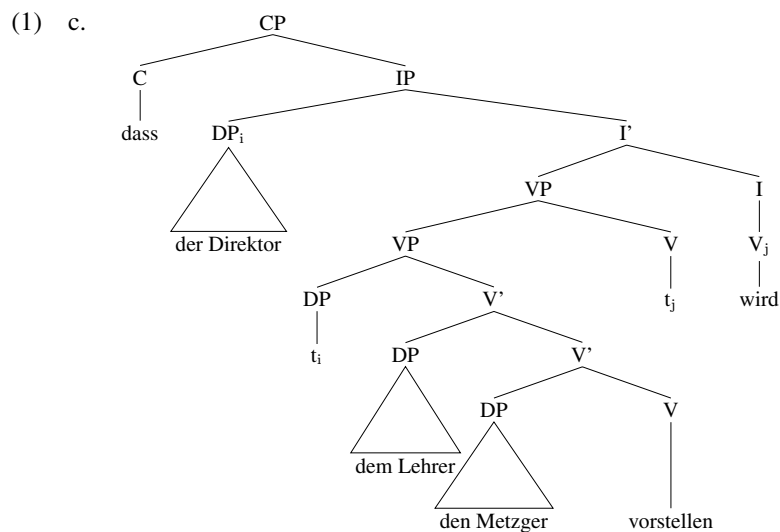 (1) c.
CP
C IP
dass DPi I’
VP I
der Direktor VP V Vj
DP V’ tj wird
ti DP V’
DP V
dem Lehrer
den Metzger vorstellen